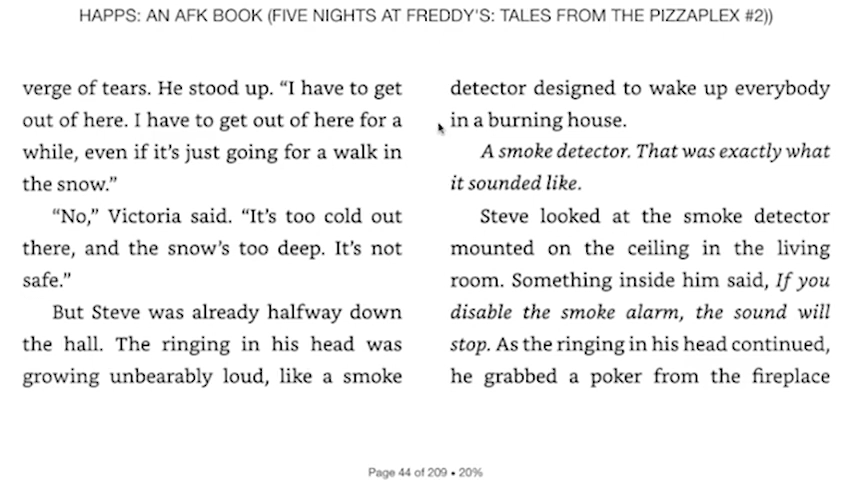 HAPPS: AN AFK BOOK (FIVE NIGHTS AT FREDDY'S: TALES FROM THE PIZZAPLEX #2))
verge of tears. He stood up. “I have to get
out of here. I have to get out of here for a
while, even if it’s just going for a walk in
the snow.”
“No,” Victoria said. “It’s too cold out
there, and the snow’s too deep. It’s not
safe.”
But Steve was already halfway down
the hall. The ringing in his head was
growing unbearably loud, like a smoke
detector designed to wake up everybody
in a burning house.
A smoke detector. That was exactly what
it sounded like.
Steve looked at the smoke detector
mounted on the ceiling in the living
room. Something inside him said, If you
disable the smoke alarm, the sound will
stop. As the ringing in his head continued,
he grabbed a poker from the fireplace
Page 44 of 209 • 20%